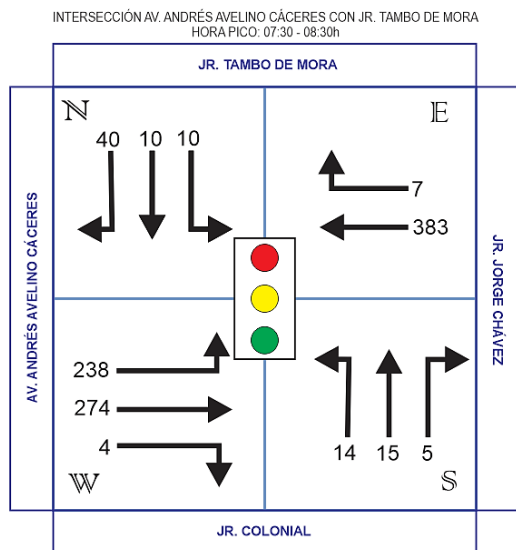 INTERSECCIÓN AV. ANDRÉS AVELINO CÁCERES CON JR. TAMBO DE MORA
HORA PICO: 07:30 - 08:30h
JR. TAMBO DE MORA
AV. ANDRÉS AVELINO CÁCERES
N
40 10 10
E
7
383
JR. JORGE CHÁVEZ
238
274
4
W
14 15 5
S
JR. COLONIAL